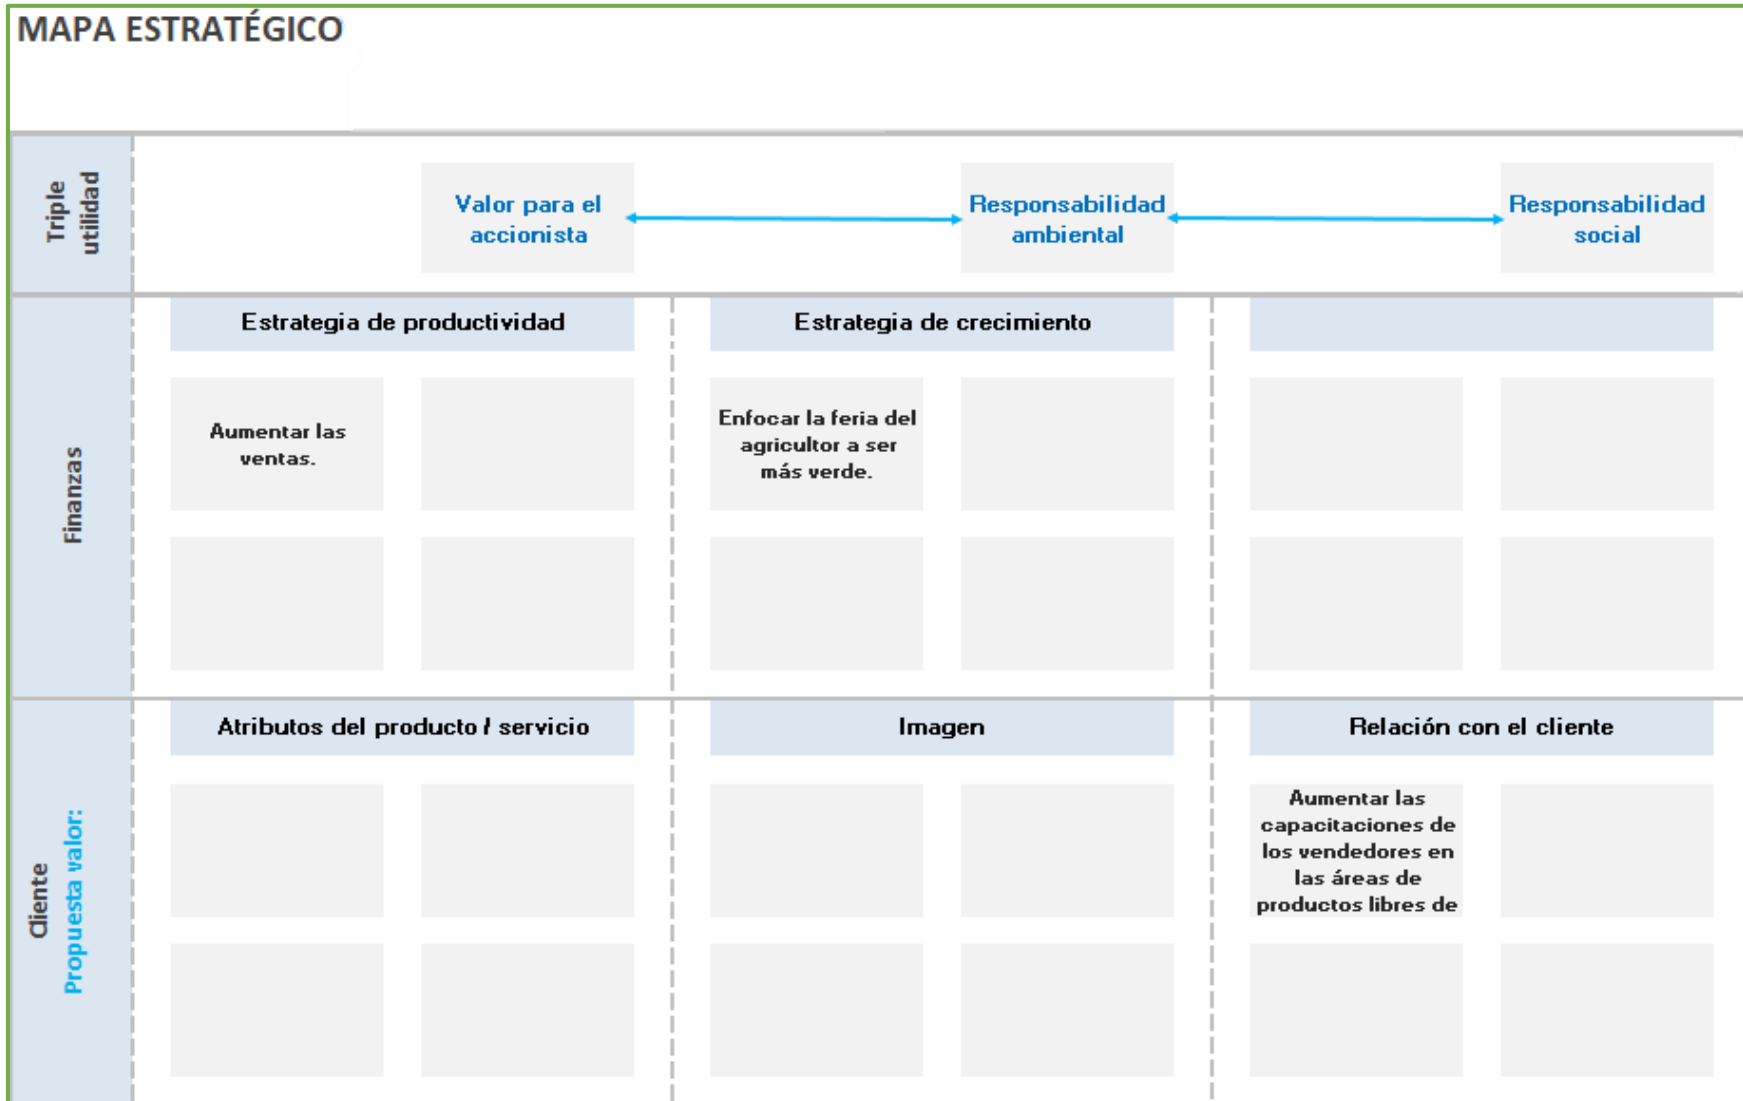 MAPA ESTRATÉGICO
Triple
utilidad
Valor para el
accionista
Responsabilidad
ambiental
Responsabilidad
social
Finanzas
Estrategia de productividad
Estrategia de crecimiento
Aumentar las
ventas.
Enfocar la feria del
agricultor a ser
más verde.
Cliente
Propuesta valor:
Atributos del producto / servicio
Imagen
Relación con el cliente
Aumentar las
capacitaciones de
los vendedores en
las áreas de
productos libres de